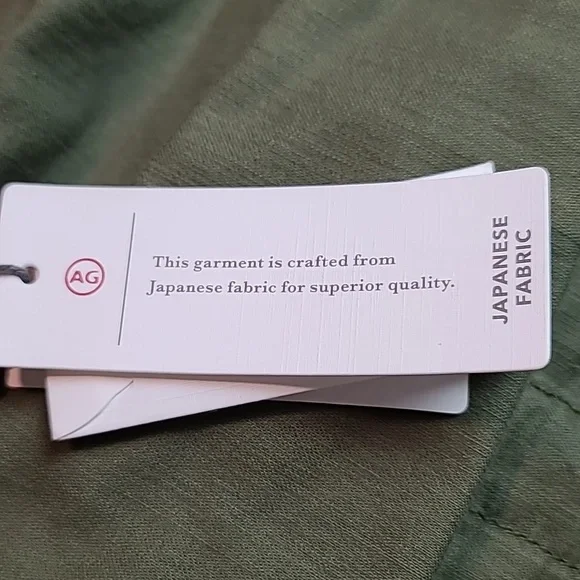 AG
This garment is crafted from
Japanese fabric for superior quality.
JAPANESE
FABRIC